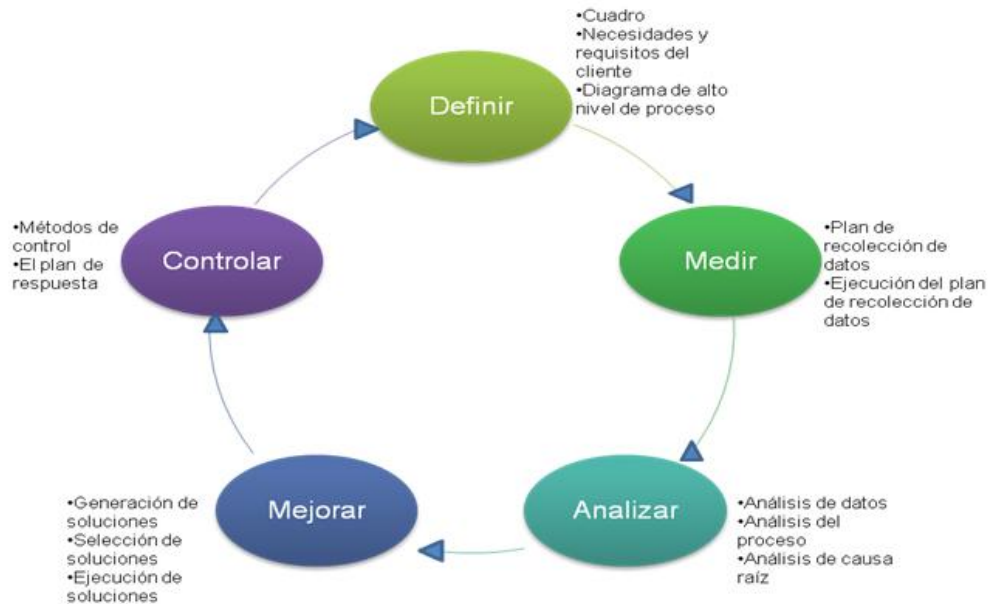 •Cuadro
•Necesidades y
requisitos del
cliente
•Diagrama de alto
nivel de proceso
Definir
Medir
•Plan de
recolección de
datos
•Ejecución del plan
de recolección de
datos
Analizar
•Análisis de datos
•Análisis del
proceso
•Análisis de causa
raíz
Mejorar
•Generación de
soluciones
•Selección de
soluciones
•Ejecución de
soluciones
Controlar
•Métodos de
control
•El plan de
respuesta